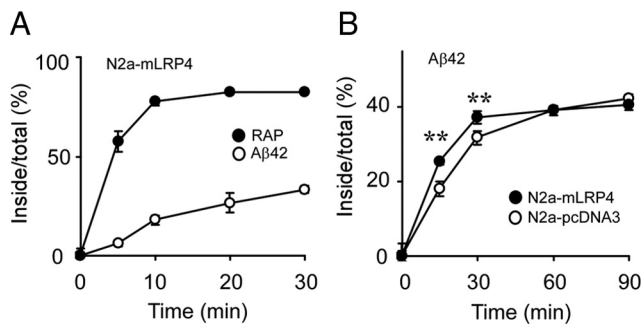 A
N2a-mLRP4
100
50
0
Inside/total (%)
RAP
Aβ42
0 10 20 30
Time (min)
B
Aβ42
40
20
0
Inside/total (%)
**
**
N2a-mLRP4
N2a-pcDNA3
0 30 60 90
Time (min)